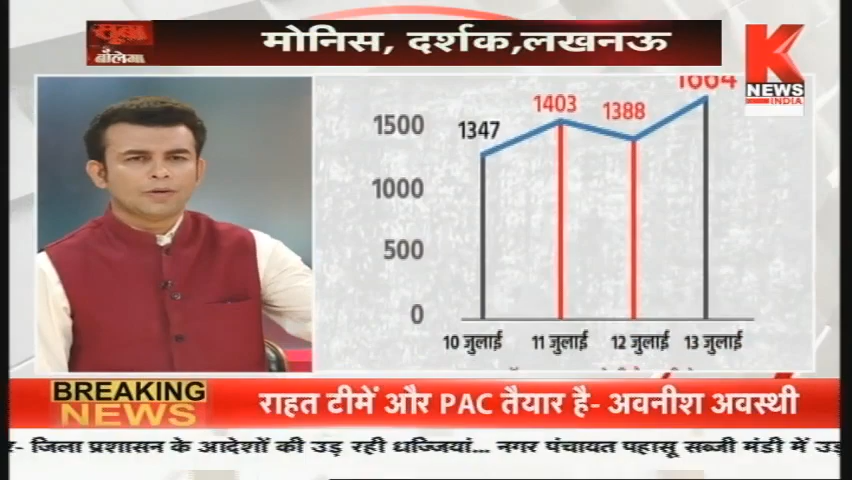 सूबा
बोलेगा
मोनिस, दर्शक,लखनऊ
K
NEWS
INDIA
1664
1403
1388
1347
1500
1000
500
0
10 जुलाई
11 जुलाई
12 जुलाई
13 जुलाई
BREAKING
NEWS
राहत टीमें और PAC तैयार है- अवनीश अवस्थी
र- जिला प्रशासन के आदेशों की उड़ रही धज्जियां... नगर पंचायत पहासू सब्जी मंडी में उड़